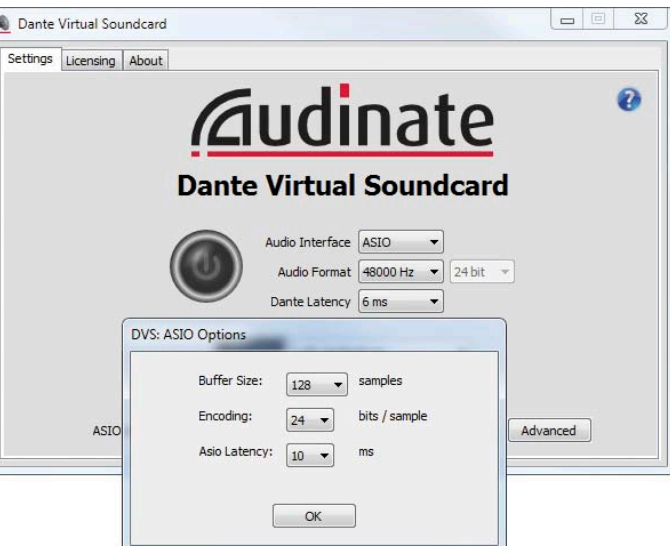 Dante Virtual Soundcard
Settings Licensing About
Audinate
?
Dante Virtual Soundcard
Audio Interface ASIO
Audio Format 48000 Hz 24 bit
Dante Latency 6 ms
DVS: ASIO Options
Buffer Size: 128 samples
Encoding: 24 bits / sample
ASIO
Advanced
Asio Latency: 10 ms
OK